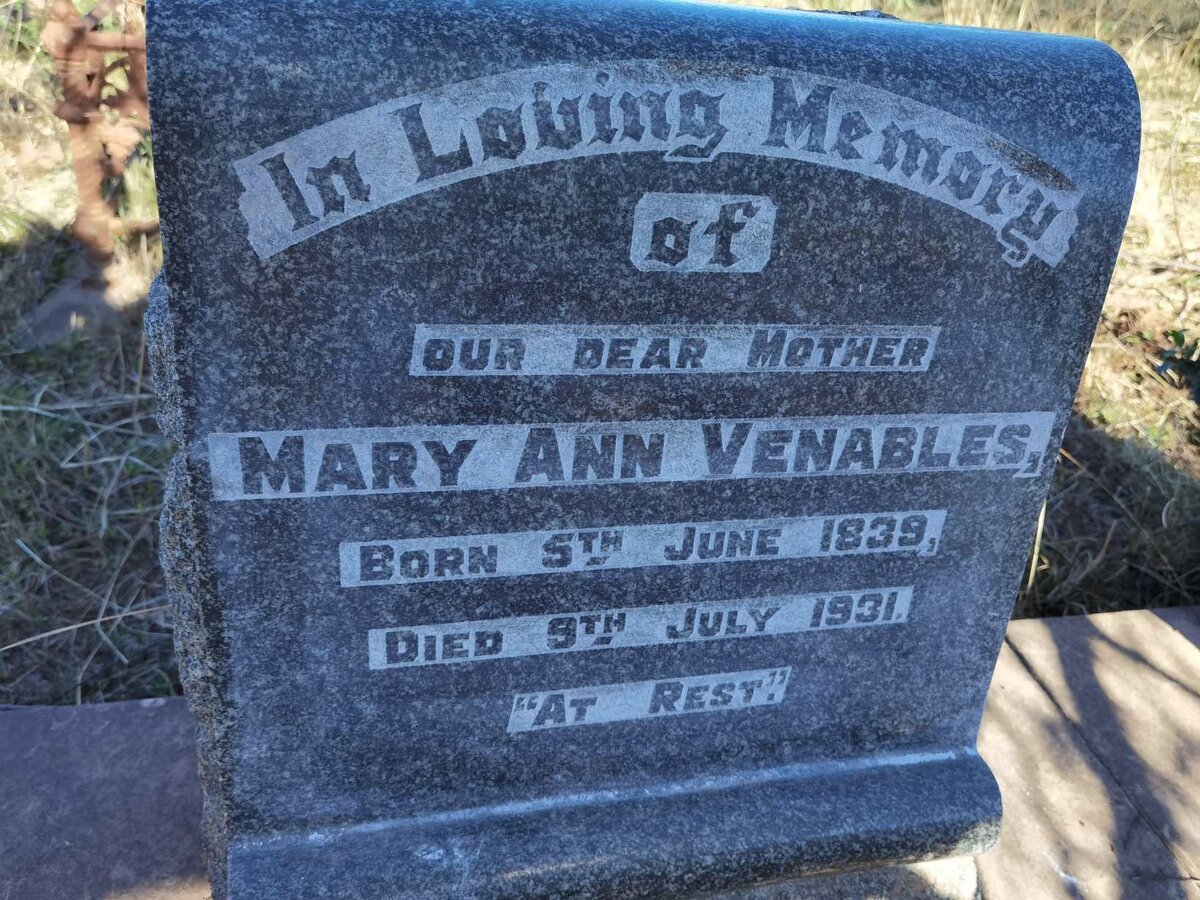 In Loving Memory
of
OUR DEAR MOTHER
MARY ANN VENABLES,
BORN 5TH JUNE 1839,
DIED 9TH JULY 1931.
"AT REST."